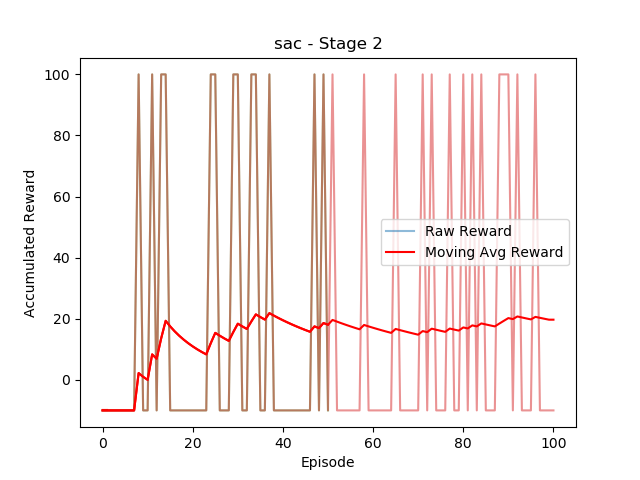 sac - Stage 2
100
80
60
40
20
0
Accumulated Reward
Raw Reward
Moving Avg Reward
0 20 40 60 80 100
Episode